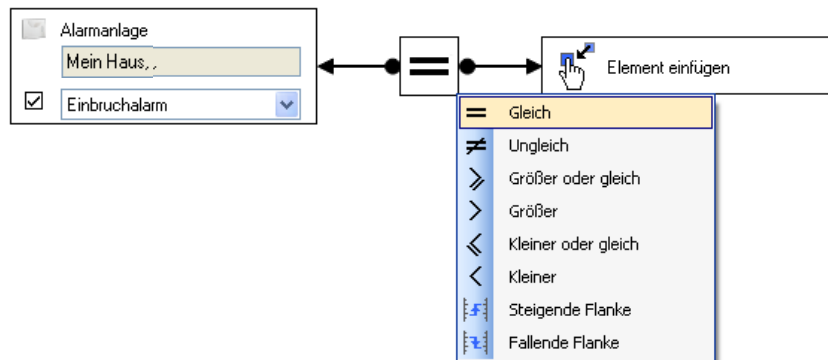 Alarmanlage
Mein Haus, ,
Einbruchalarm
Element einfügen
Gleich
Ungleich
Größer oder gleich
Größer
Kleiner oder gleich
Kleiner
Steigende Flanke
Fallende Flanke